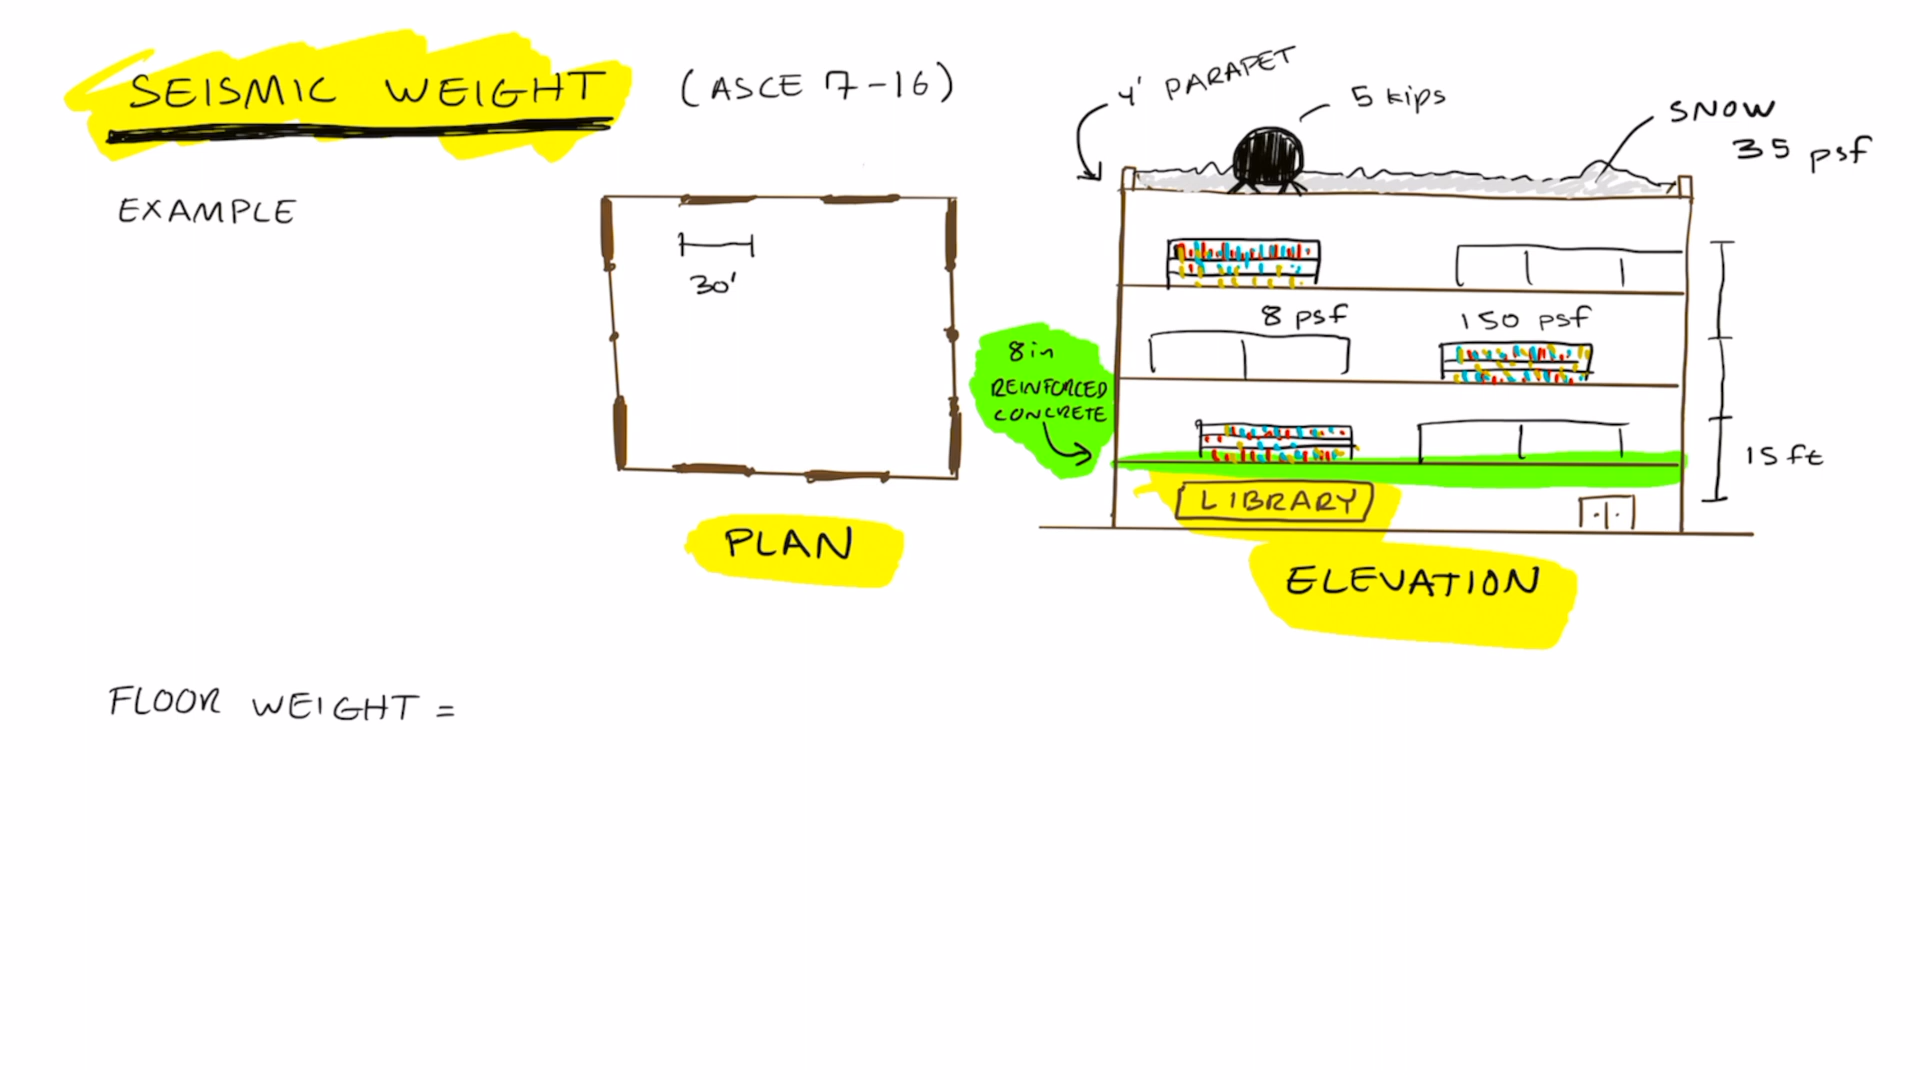 SEISMIC WEIGHT (ASCE 7-16)
EXAMPLE
30'
PLAN
4' PARAPET
5 kips
SNOW
35 psf
8 psf
150 psf
8in
REINFORCED
CONCRETE
15 ft
LIBRARY
ELEVATION
FLOOR WEIGHT =